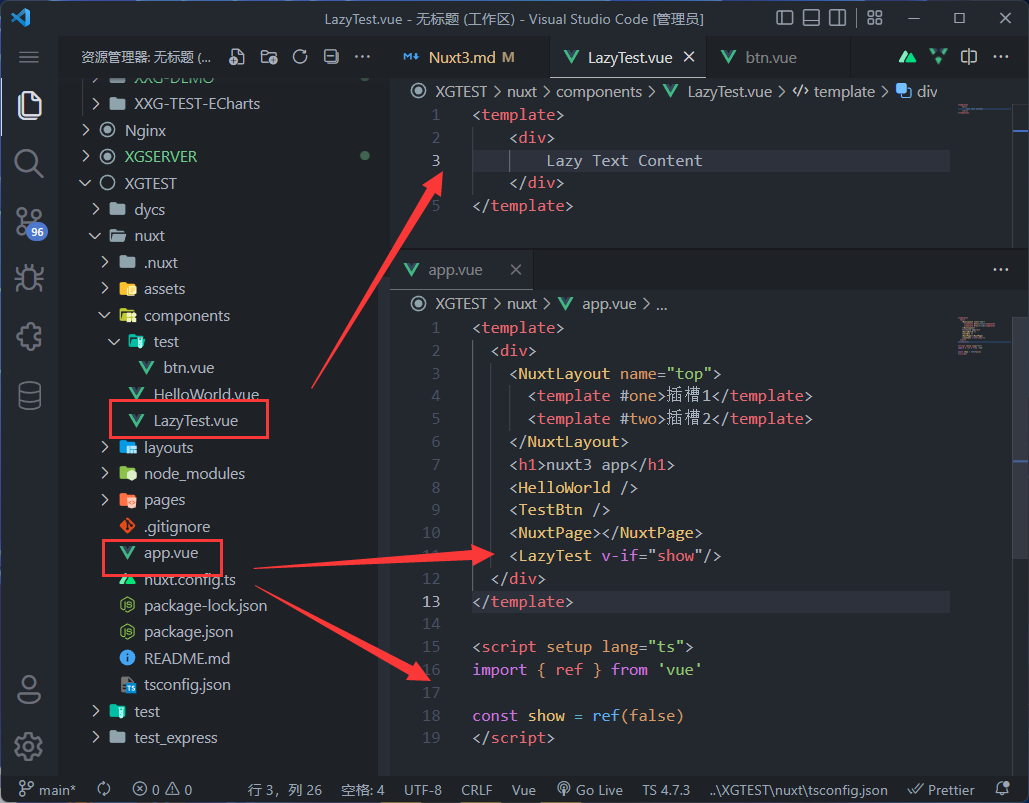 LazyTest.vue - 无标题 (工作区) - Visual Studio Code [管理员]
资源管理器: 无标题 (...
XXG-DEMO
XXG-TEST-ECharts
Nginx
XGSERVER
XGTEST
dycs
nuxt
.nuxt
assets
components
test
btn.vue
HelloWorld.vue
LazyTest.vue
layouts
node_modules
pages
.gitignore
app.vue
nuxt.config.ts
package-lock.json
package.json
README.md
tsconfig.json
test
test_express
96
Nuxt3.md M
LazyTest.vue
btn.vue
XGTEST > nuxt > components > LazyTest.vue > template > div
1 <template>
2 <div>
3 Lazy Text Content
</div>
5 </template>
app.vue
XGTEST > nuxt > app.vue > ...
1 <template>
2 <div>
3 <NuxtLayout name="top">
4 <template #one>插槽1</template>
5 <template #two>插槽2</template>
6 </NuxtLayout>
7 <h1>nuxt3 app</h1>
8 <HelloWorld />
9 <TestBtn />
10 <NuxtPage></NuxtPage>
11 <LazyTest v-if="show"/>
12 </div>
13 </template>
14
15 <script setup lang="ts">
16 import { ref } from 'vue'
17
18 const show = ref(false)
19 </script>
main* 0 0 行 3，列 26 空格: 4 UTF-8 CRLF Vue Go Live TS 4.7.3 ..\XGTEST\nuxt\tsconfig.json Prettier